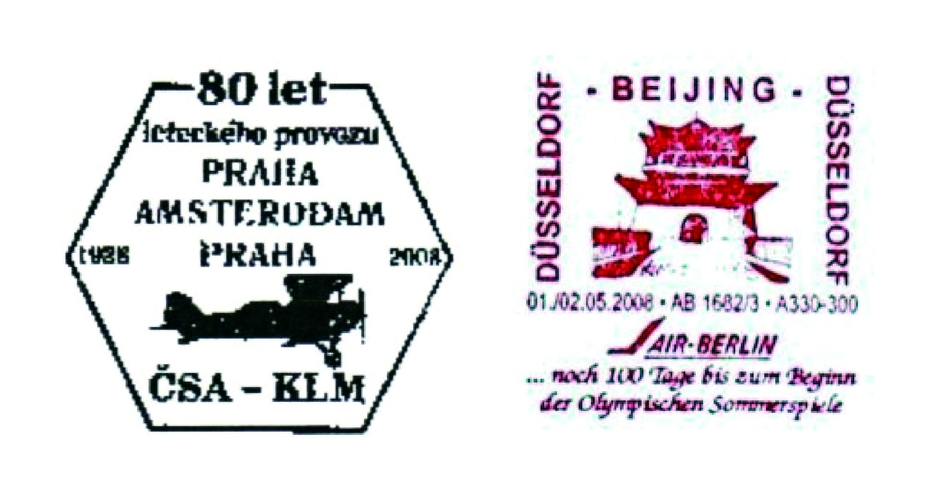 80 let
leteckého provozu
PRAHA
AMSTERODAM
PRAHA
1928
2008
ČSA - KLM
- BEIJING -
DÜSSELDORF
DÜSSELDORF
01./02.05.2008 • AB 1682/3 • A330-300
AIR-BERLIN
... noch 100 Tage bis zum Beginn
der Olympischen Sommerspiele